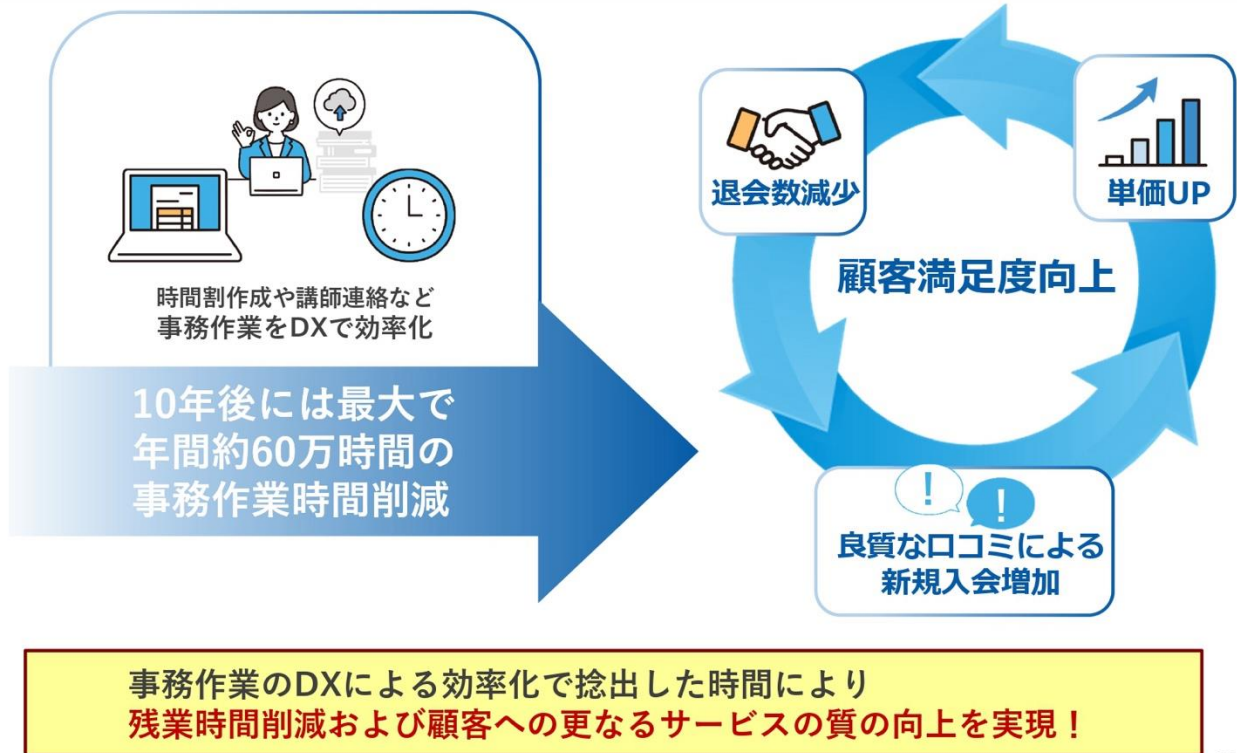 時間割作成や講師連絡など
事務作業をDXで効率化
10年後には最大で
年間約60万時間の
事務作業時間削減
退会数減少
単価UP
顧客満足度向上
!
!
良質な口コミによる
新規入会増加
事務作業のDXによる効率化で捻出した時間により
残業時間削減および顧客への更なるサービスの質の向上を実現！